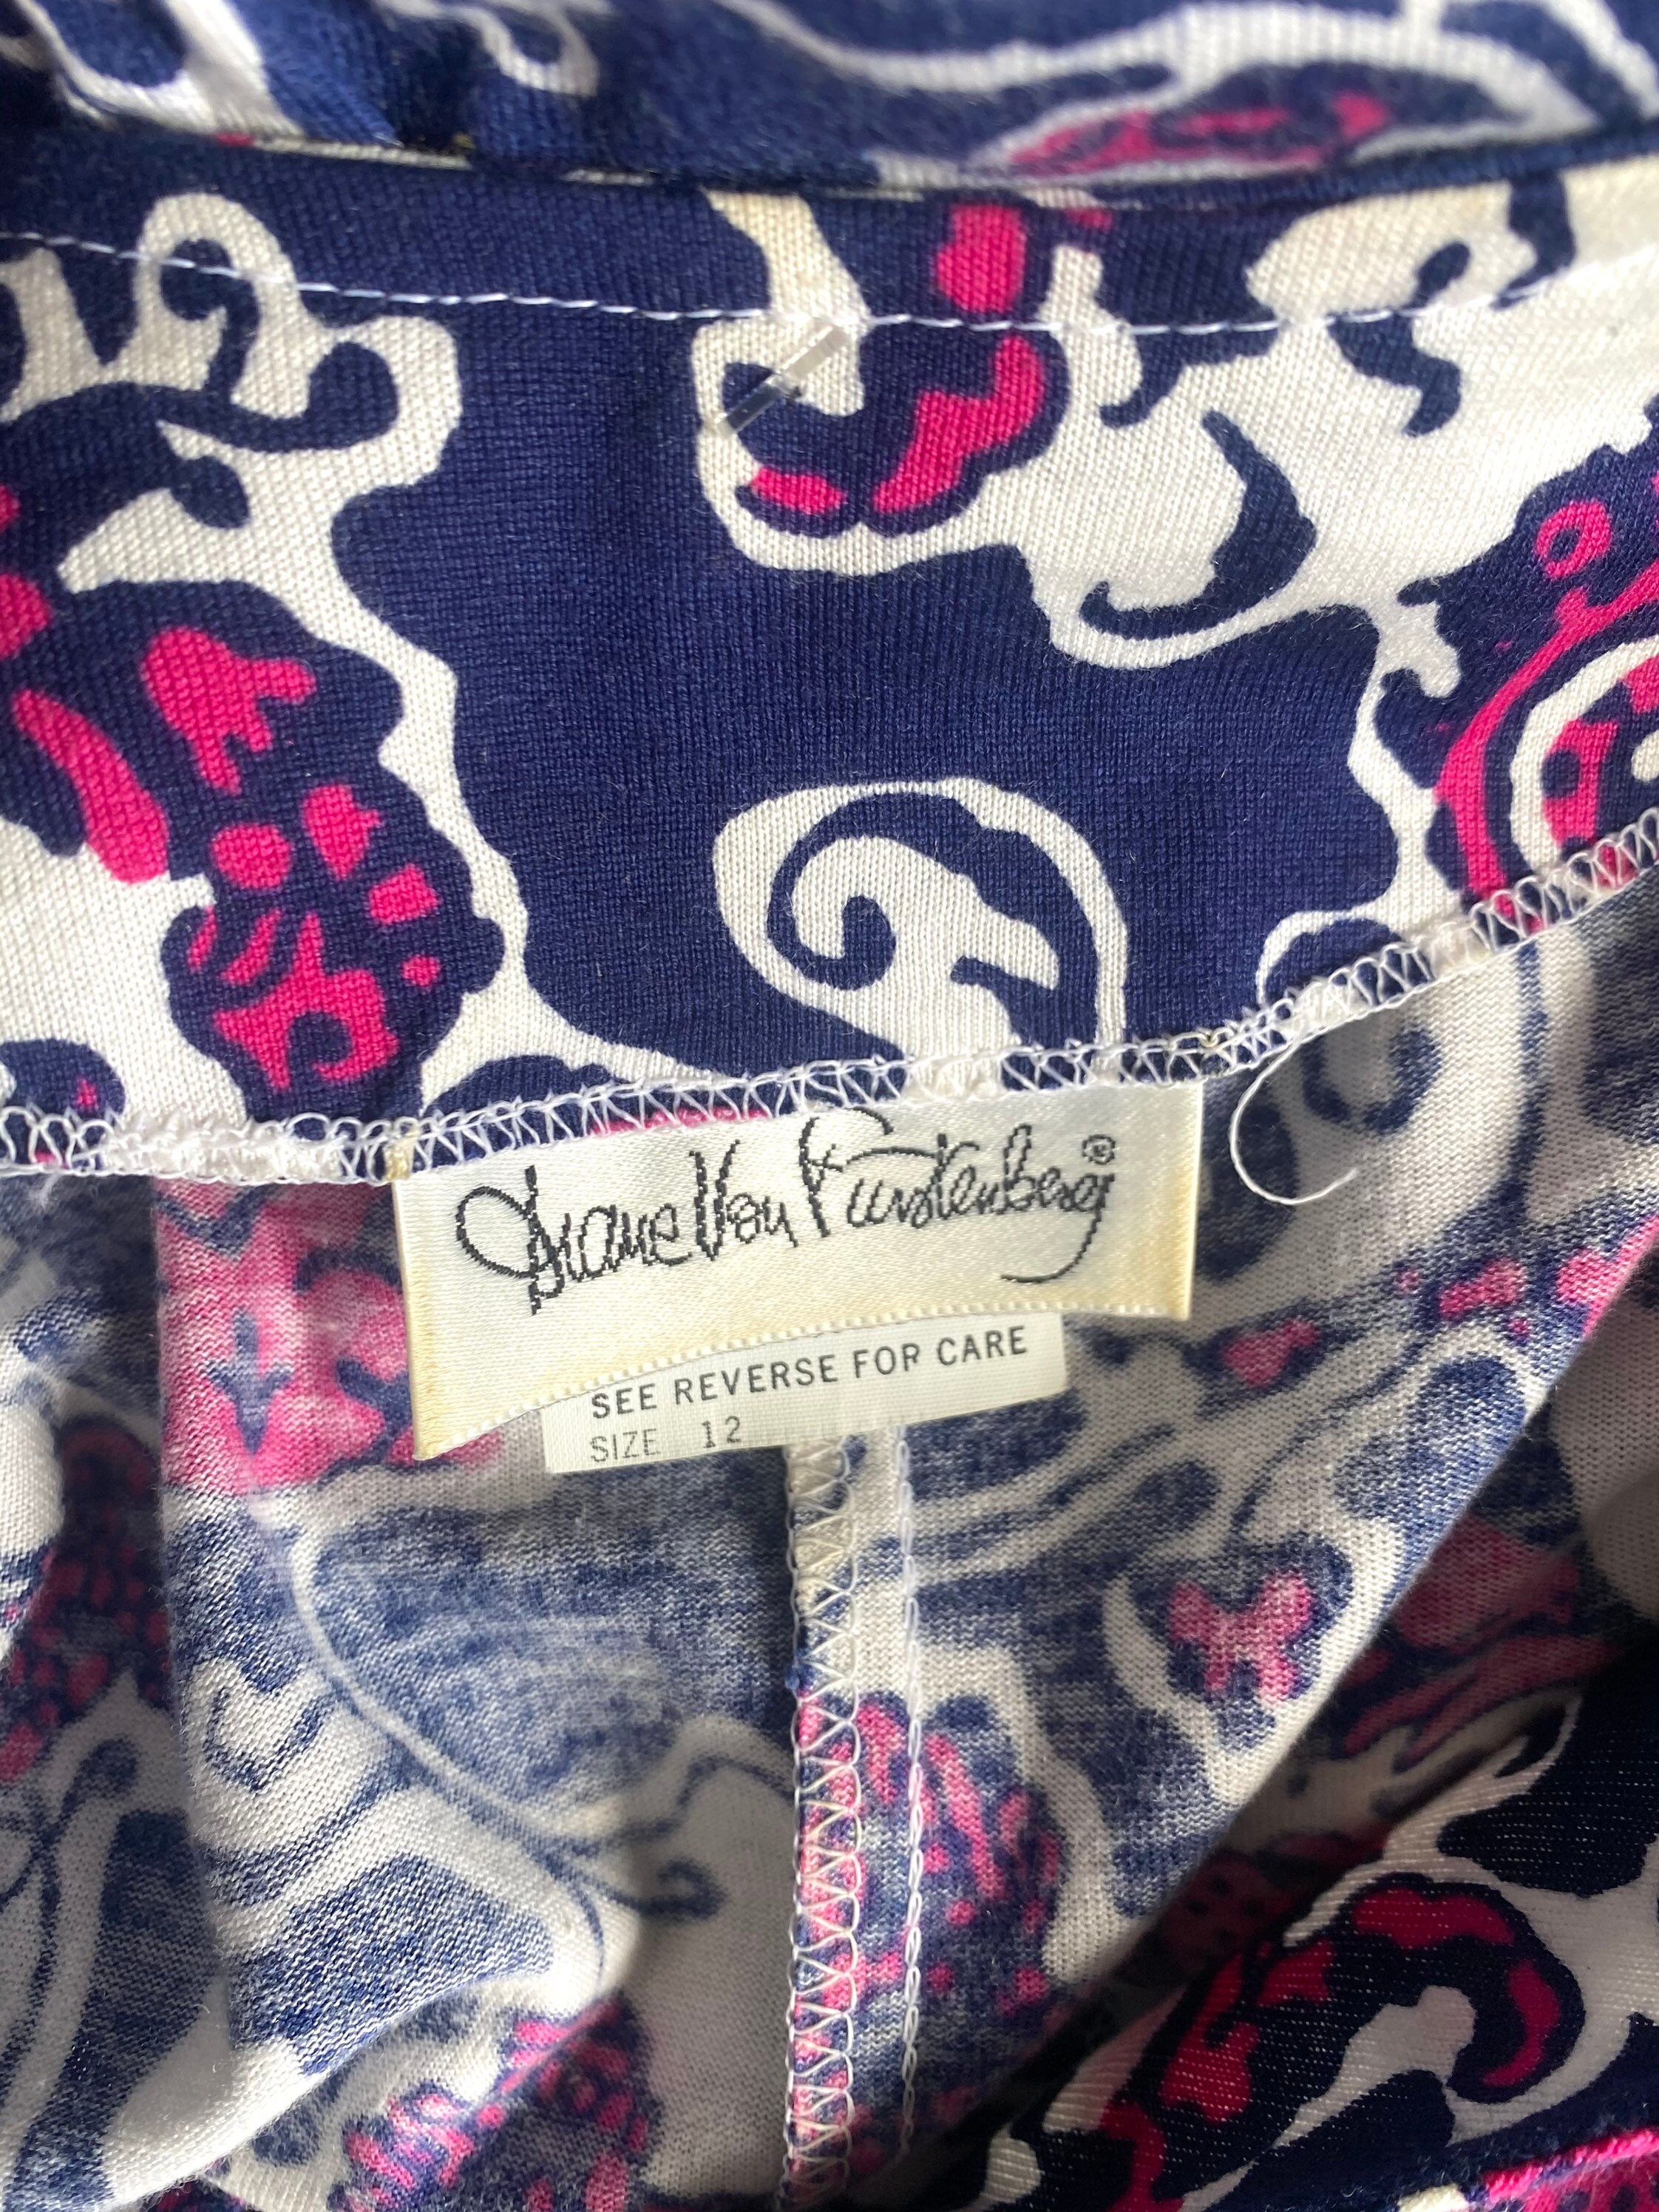 Diane Von Furstenberg®
SEE REVERSE FOR CARE
SIZE 12